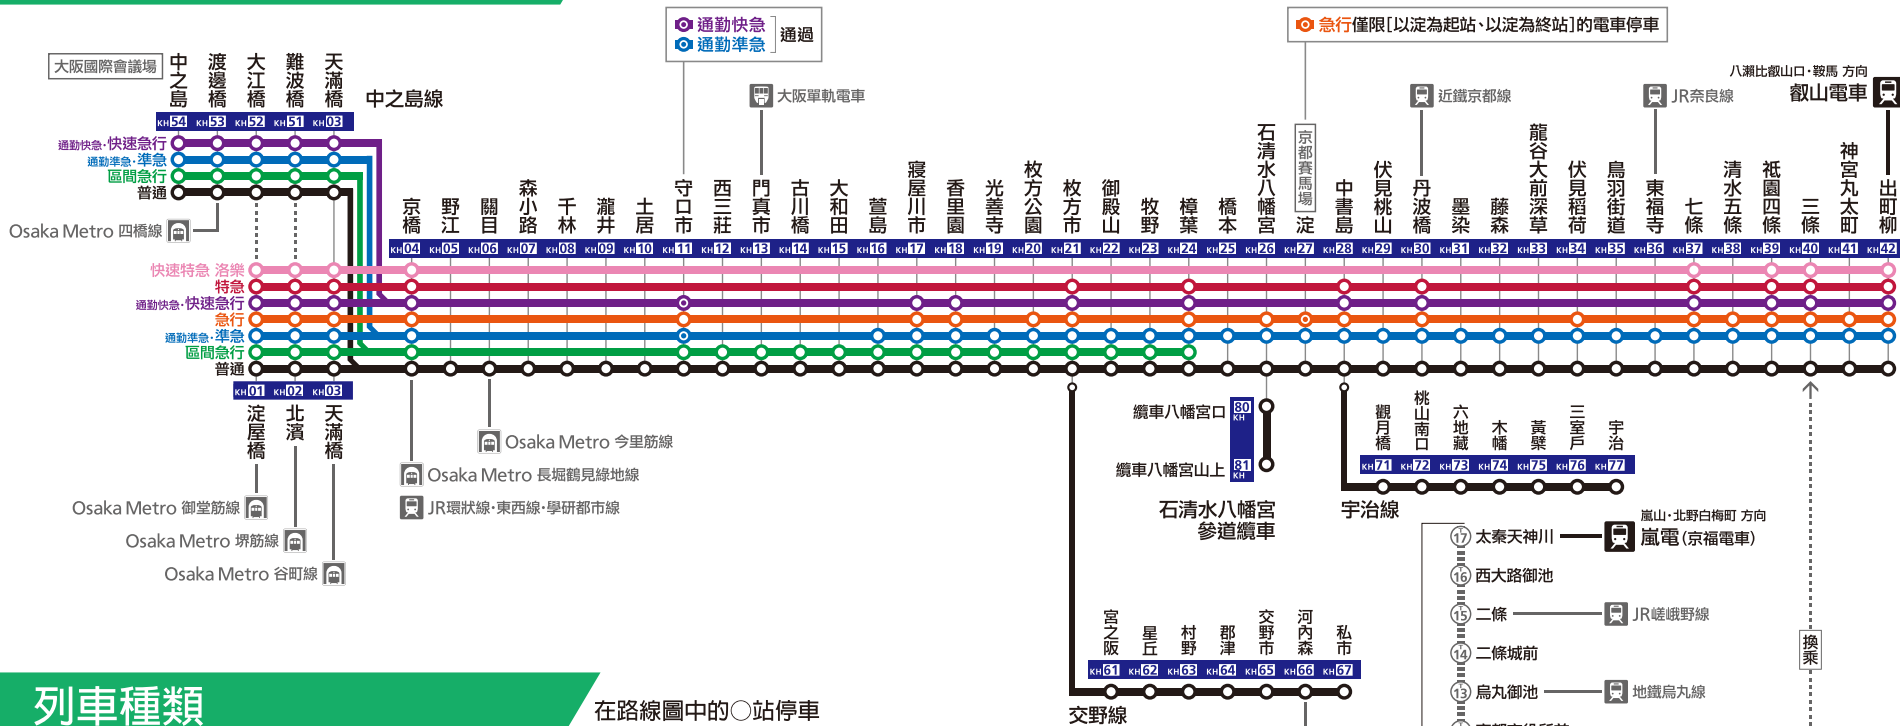 通勤快急
通勤準急
通過
急行僅限[以淀為起站、以淀為終站]的電車停車
大阪國際會議場
中之島
渡邊橋
大江橋
難波橋
天滿橋
中之島線
KH54 KH53 KH52 KH51 KH03
通勤快急·快速急行
通勤準急·準急
區間急行
普通
Osaka Metro 四橋線
大阪單軌電車
近鐵京都線
JR奈良線
八瀨比叡山口·鞍馬 方向
叡山電車
京橋
野江
關目
森小路
千林
瀧井
土居
守口市
西三莊
門真市
古川橋
大和田
萱島
寢屋川市
香里園
光善寺
枚方公園
枚方市
御殿山
牧野
樟葉
橋本
石清水八幡宮
京都賽馬場
淀
中書島
伏見桃山
丹波橋
墨染
藤森
龍谷大前深草
伏見稻荷
鳥羽街道
東福寺
七條
清水五條
祇園四條
三條
神宮丸太町
出町柳
KH04 KH05 KH06 KH07 KH08 KH09 KH10 KH11 KH12 KH13 KH14 KH15 KH16 KH17 KH18 KH19 KH20 KH21 KH22 KH23 KH24 KH25 KH26 KH27 KH28 KH29 KH30 KH31 KH32 KH33 KH34 KH35 KH36 KH37 KH38 KH39 KH40 KH41 KH42
快速特急 洛樂
特急
通勤快急·快速急行
急行
通勤準急·準急
區間急行
普通
KH01 KH02 KH03
淀屋橋
北濱
天滿橋
Osaka Metro 御堂筋線
Osaka Metro 堺筋線
Osaka Metro 谷町線
Osaka Metro 今里筋線
Osaka Metro 長堀鶴見綠地線
JR環狀線·東西線·學研都市線
纜車八幡宮口
80 KH
纜車八幡宮山上
81 KH
石清水八幡宮
參道纜車
觀月橋
桃山南口
六地藏
木幡
黃檗
三室戶
宇治
KH71 KH72 KH73 KH74 KH75 KH76 KH77
宇治線
嵐山·北野白梅町 方向
嵐電(京福電車)
17 太秦天神川
16 西大路御池
15 二條
JR嵯峨野線
14 二條城前
13 烏丸御池
地鐵烏丸線
換乘
宮之阪
星丘
村野
郡津
交野市
河內森
私市
KH61 KH62 KH63 KH64 KH65 KH66 KH67
交野線
列車種類
在路線圖中的○站停車